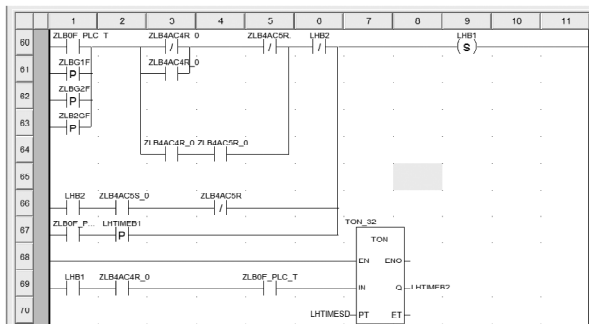 1 2 3 4 5 6 7 8 9 10 11
60 ZLB0F_PLC_T ZLB4AC4R_0 ZLB4AC5R. LHB2 LHB1
S
61 ZLBG1F ZLB4AC4R_0
P
62 ZLBG2F
P
63 ZLB2GF
P
64 ZLB4AC4R_0 ZLB4AC5R_0
65
66 LHB2 ZLB4AC5S_0 ZLB4AC5R
67 ZLB0F_P... LHTIMEB1 TON_32
P
TON
68 EN ENO
69 LHB1 ZLB4AC4R_0 ZLB0F_PLC_T IN Q LHTIMEB2
70 LHTIMESD PT ET